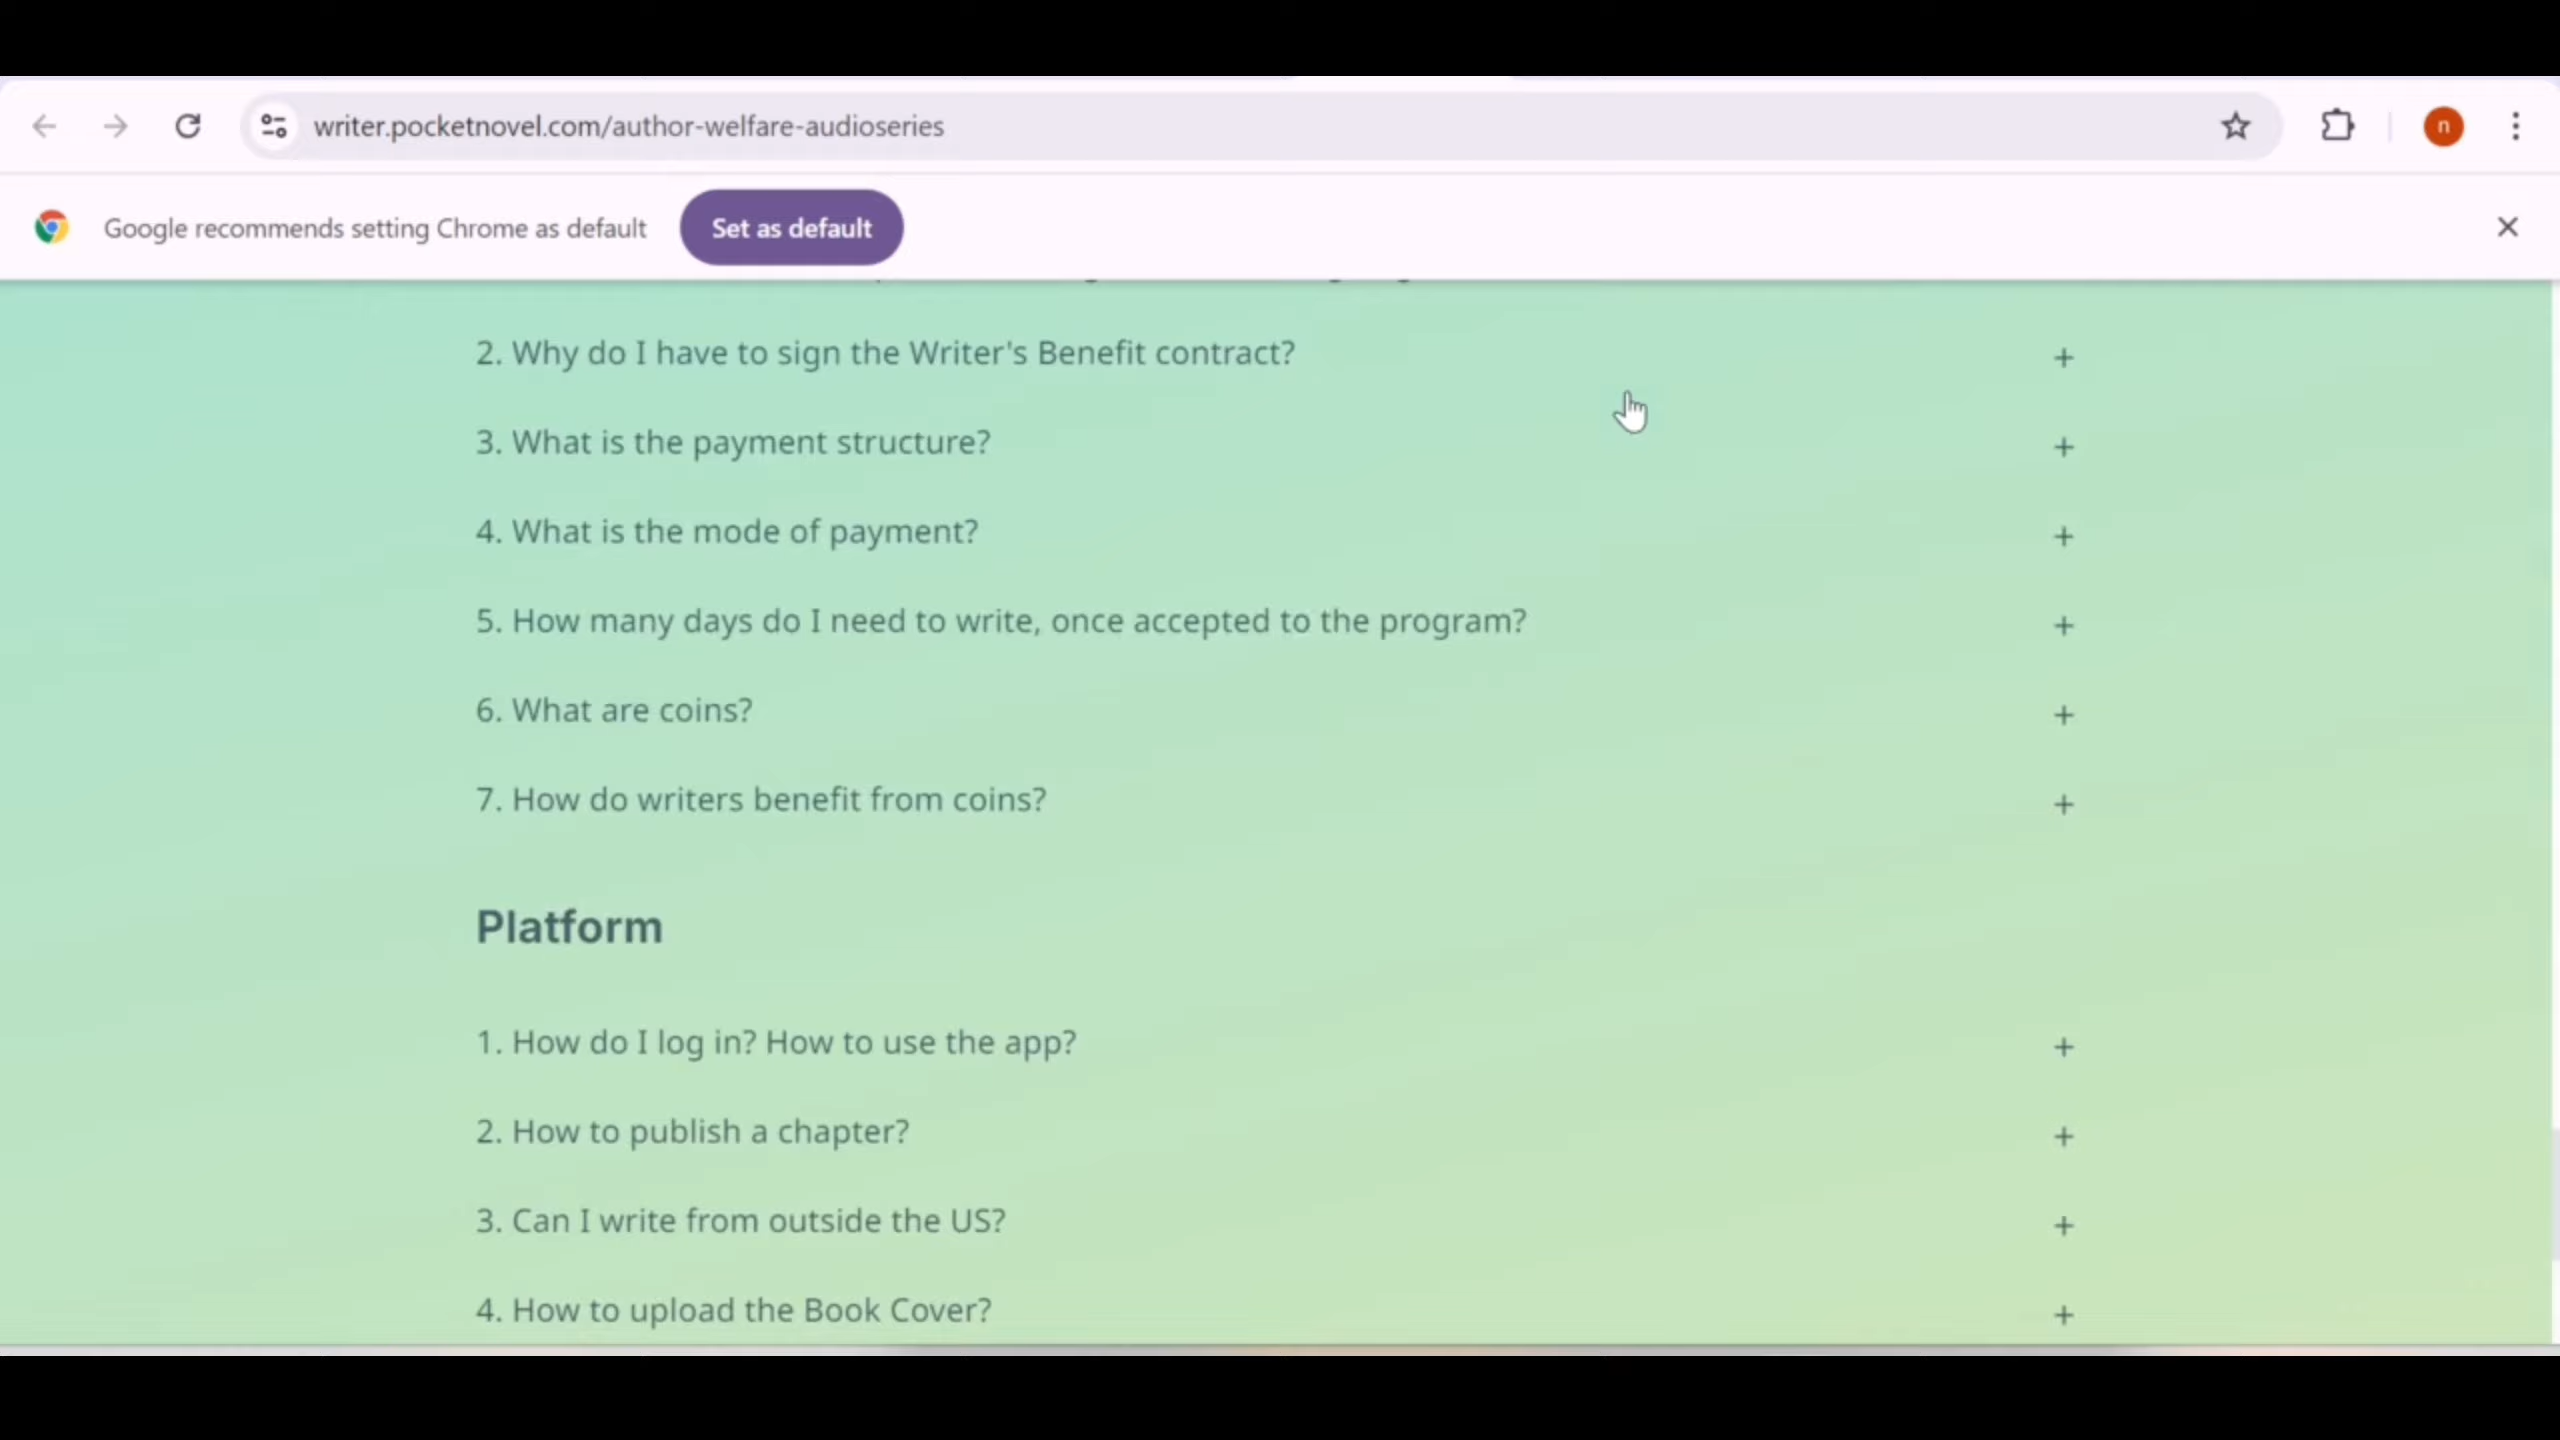 writer.pocketnovel.com/author-welfare-audioseries
n
Google recommends setting Chrome as default
Set as default
2. Why do I have to sign the Writer's Benefit contract?
3. What is the payment structure?
4. What is the mode of payment?
5. How many days do I need to write, once accepted to the program?
6. What are coins?
7. How do writers benefit from coins?
Platform
1. How do I log in? How to use the app?
2. How to publish a chapter?
3. Can I write from outside the US?
4. How to upload the Book Cover?